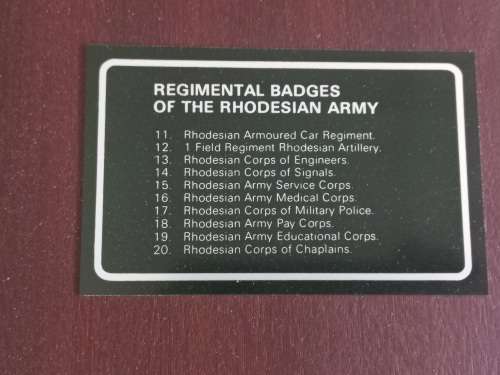 REGIMENTAL BADGES
OF THE RHODESIAN ARMY
11. Rhodesian Armoured Car Regiment.
12. 1 Field Regiment Rhodesian Artillery.
13. Rhodesian Corps of Engineers.
14. Rhodesian Corps of Signals.
15. Rhodesian Army Service Corps.
16. Rhodesian Army Medical Corps.
17. Rhodesian Corps of Military Police.
18. Rhodesian Army Pay Corps.
19. Rhodesian Army Educational Corps.
20. Rhodesian Corps of Chaplains.